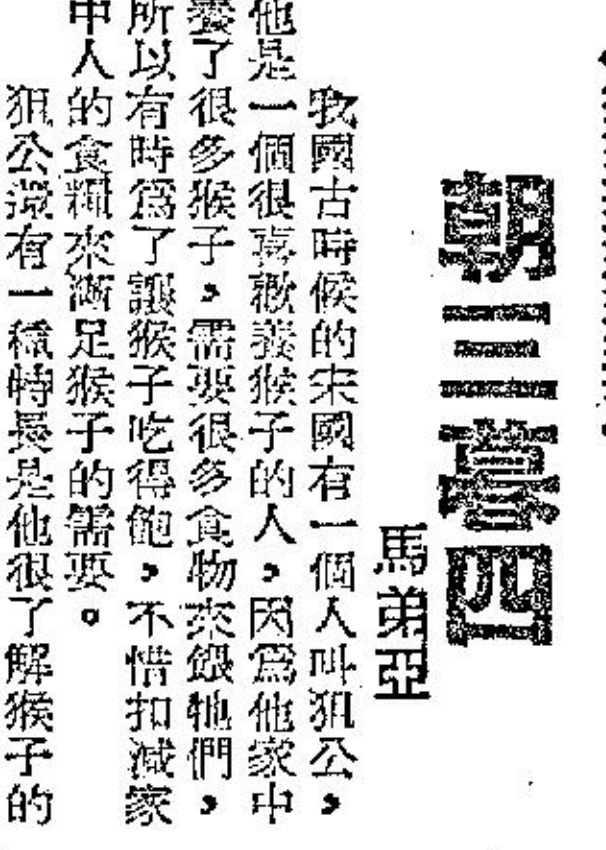 朝三暮四
馬弟亞
我國古時候的宋國有一個人叫狙公，
他是一個很喜歡養猴子的人，因爲他家中
養了很多猴子，需要很多食物來餵牠們，
所以有時爲了讓猴子吃得飽，不惜扣減家
中人的食糧來滿足猴子的需要。
狙公還有一種特長是他很了解猴子的